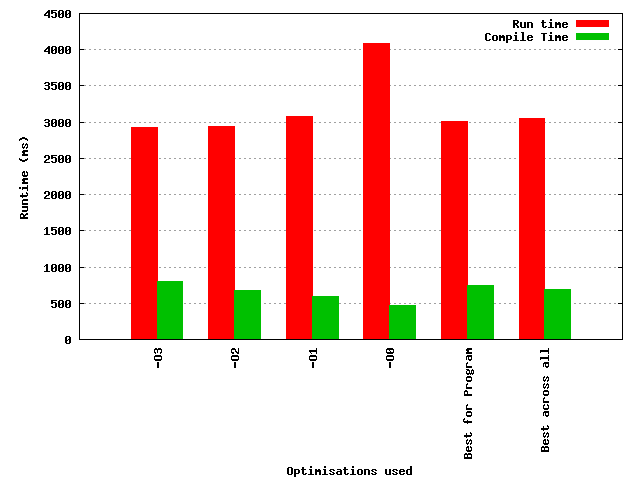 4500
4000
3500
3000
2500
2000
1500
1000
500
0
Runtime (ms)
Run time
Compile Time
-O3
-O2
-O1
-O0
Best for Program
Best across all
Optimisations used